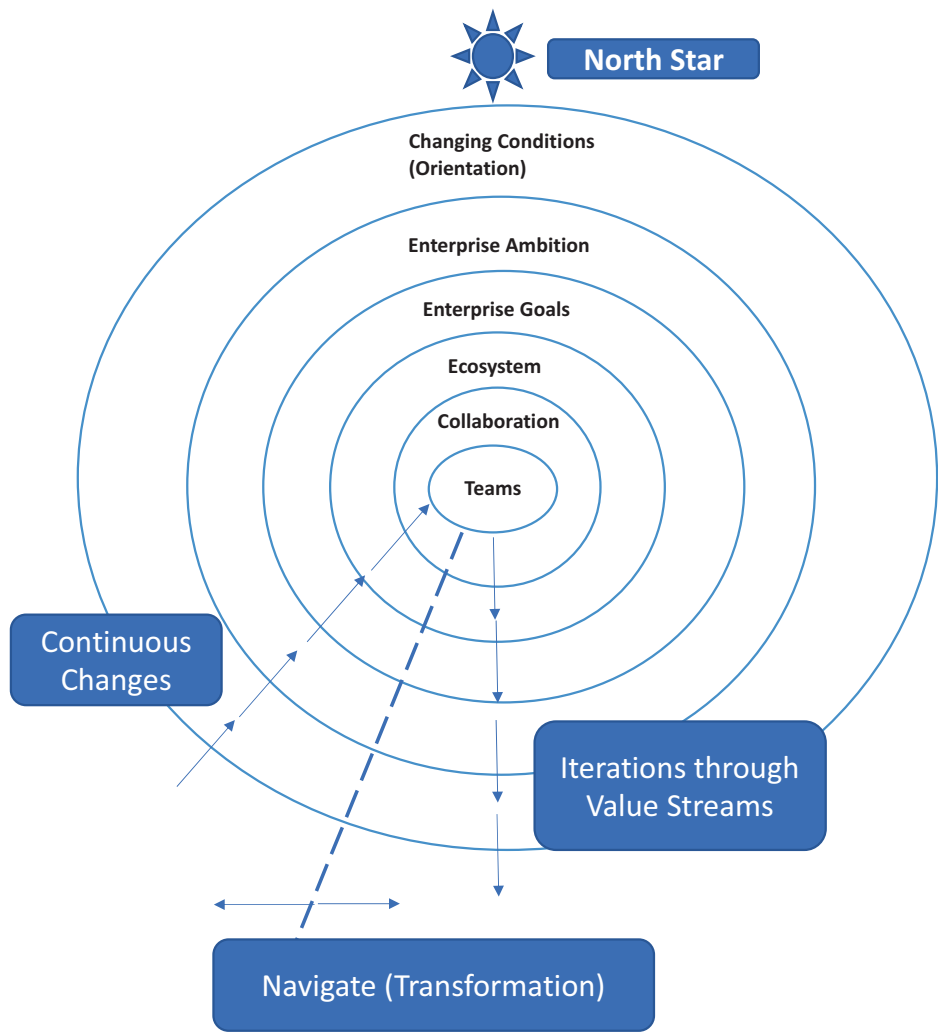 North Star
Changing Conditions
(Orientation)
Enterprise Ambition
Enterprise Goals
Ecosystem
Collaboration
Teams
Continuous
Changes
Iterations through
Value Streams
Navigate (Transformation)